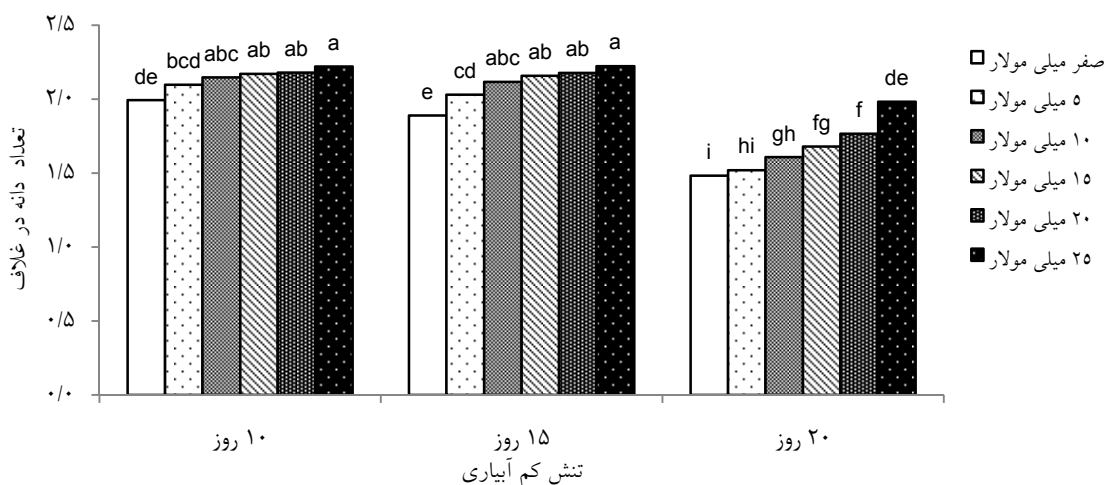 تعداد دانه در غلاف
۲/۵
۲/۰
۱/۵
۱/۰
۰/۵
۰/۰
de bcd abc ab ab a
e cd abc ab ab a
i hi gh fg f de
۱۰ روز
۱۵ روز
۲۰ روز
تنش کم آبیاری
صفر میلی مولار
۵ میلی مولار
۱۰ میلی مولار
۱۵ میلی مولار
۲۰ میلی مولار
۲۵ میلی مولار